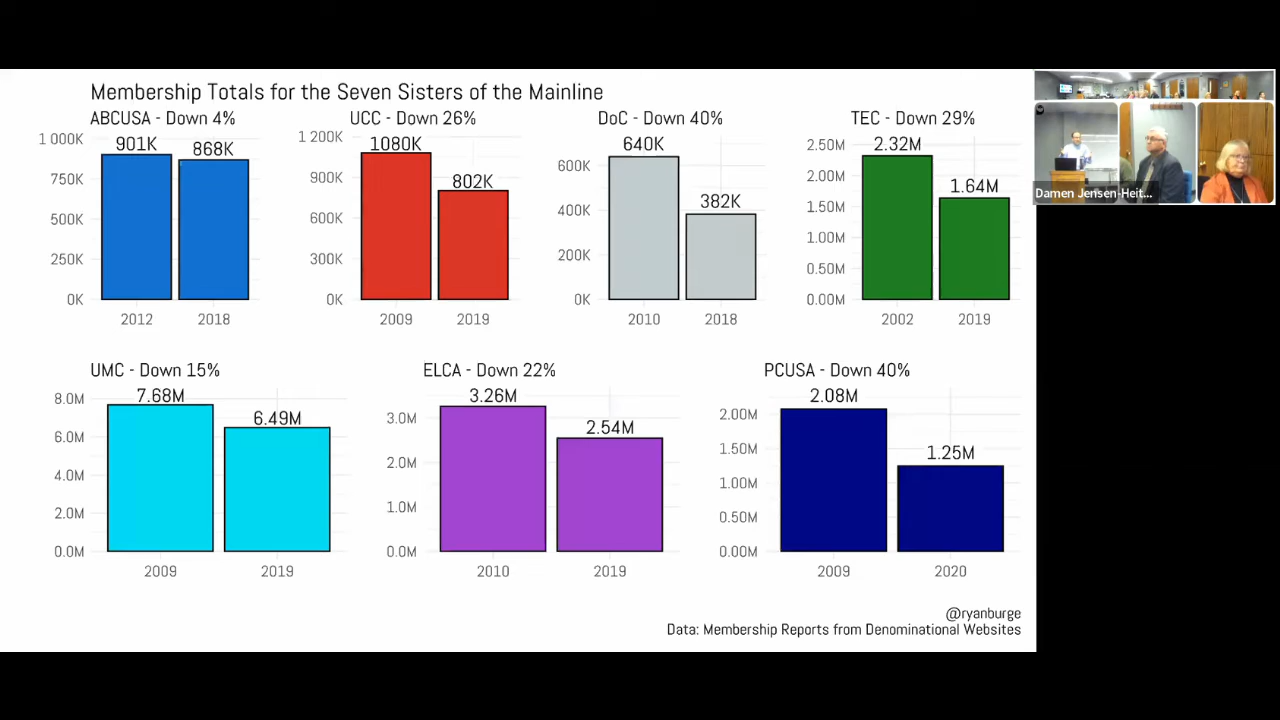 Membership Totals for the Seven Sisters of the Mainline
ABCUSA - Down 4%
1 000K
750K
500K
250K
0K
901K
868K
2012
2018
UCC - Down 26%
1 200K
900K
600K
300K
0K
1080K
802K
2009
2019
DoC - Down 40%
600K
400K
200K
0K
640K
382K
2010
2018
TEC - Down 29%
2.50M
2.00M
1.50M
1.00M
0.50M
0.00M
2.32M
1.64M
2002
2019
UMC - Down 15%
8.0M
6.0M
4.0M
2.0M
0.0M
7.68M
6.49M
2009
2019
ELCA - Down 22%
3.0M
2.0M
1.0M
0.0M
3.26M
2.54M
2010
2019
PCUSA - Down 40%
2.00M
1.50M
1.00M
0.50M
0.00M
2.08M
1.25M
2009
2020
@ryanburge
Data: Membership Reports from Denominational Websites
Damen Jensen-Heit...